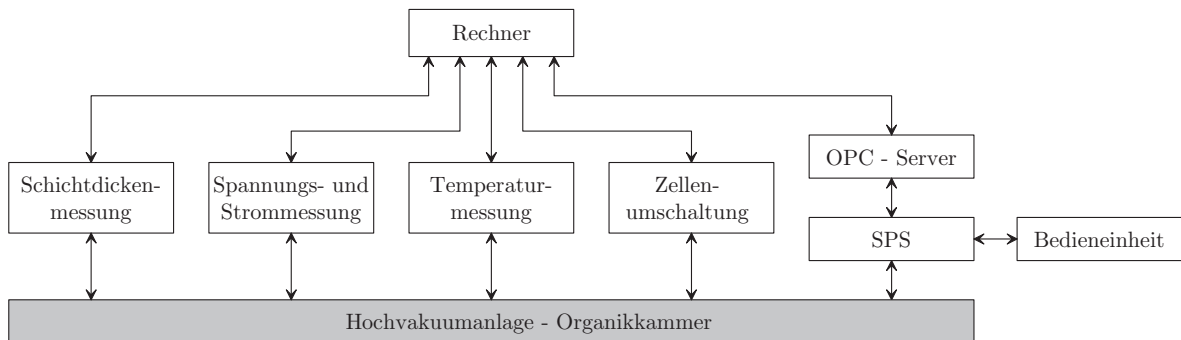 Rechner
Schichtdicken-
messung
Spannungs- und
Strommessung
Temperatur-
messung
Zellen-
umschaltung
OPC - Server
SPS
Bedieneinheit
Hochvakuumanlage - Organikkammer